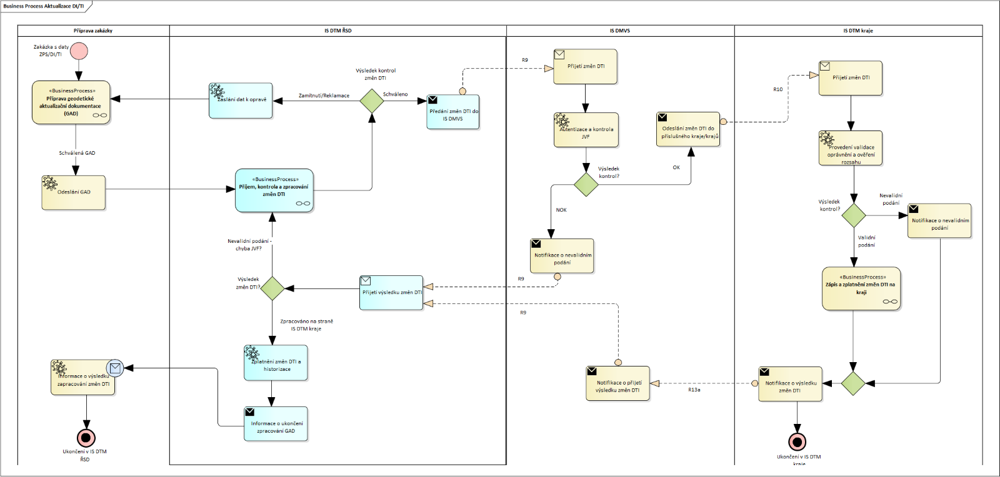 Business Process Aktualizace DI/TI
Příprava zakázky
IS DTM ŘSD
IS DMVS
IS DTM kraje
Zakázka s daty
ZPS/DI/TI
«BusinessProcess»
Příprava geodetické
aktualizační dokumentace
(GAD)
Schválená GAD
Odeslání GAD
Informace o výsledku
zapracování změn DTI
Ukončení v IS DTM
ŘSD
Zaslání dat k opravě
Zamítnutí/Reklamace
Výsledek kontrol
změn DTI
Schváleno
Předání změn DTI do
IS DMVS
«BusinessProcess»
Příjem, kontrola a zpracování
změn DTI
Nevalidní podání -
chyba JVF?
Výsledek
změn DTI?
Přijetí výsledku změn DTI
Zpracováno na straně
IS DTM kraje
Zplatnění změn DTI a
historizace
Informace o ukončení
zpracování GAD
R9
Přijetí změn DTI
Autentizace a kontrola
JVF
Výsledek
kontrol?
OK
NOK
Odeslání změn DTI do
příslušného kraje/krajů
Notifikace o nevalidním
podání
R9
R9
Notifikace o přijetí
výsledku změn DTI
R13a
R10
Přijetí změn DTI
Provedení validace
oprávnění a ověření
rozsahu
Výsledek
kontrol?
Nevalidní
podání
Notifikace o nevalidním
podání
Validní
podání
«BusinessProcess»
Zápis a zplatnění změn DTI na
kraji
Notifikace o výsledku
změn DTI
Ukončení v IS DTM
kraje